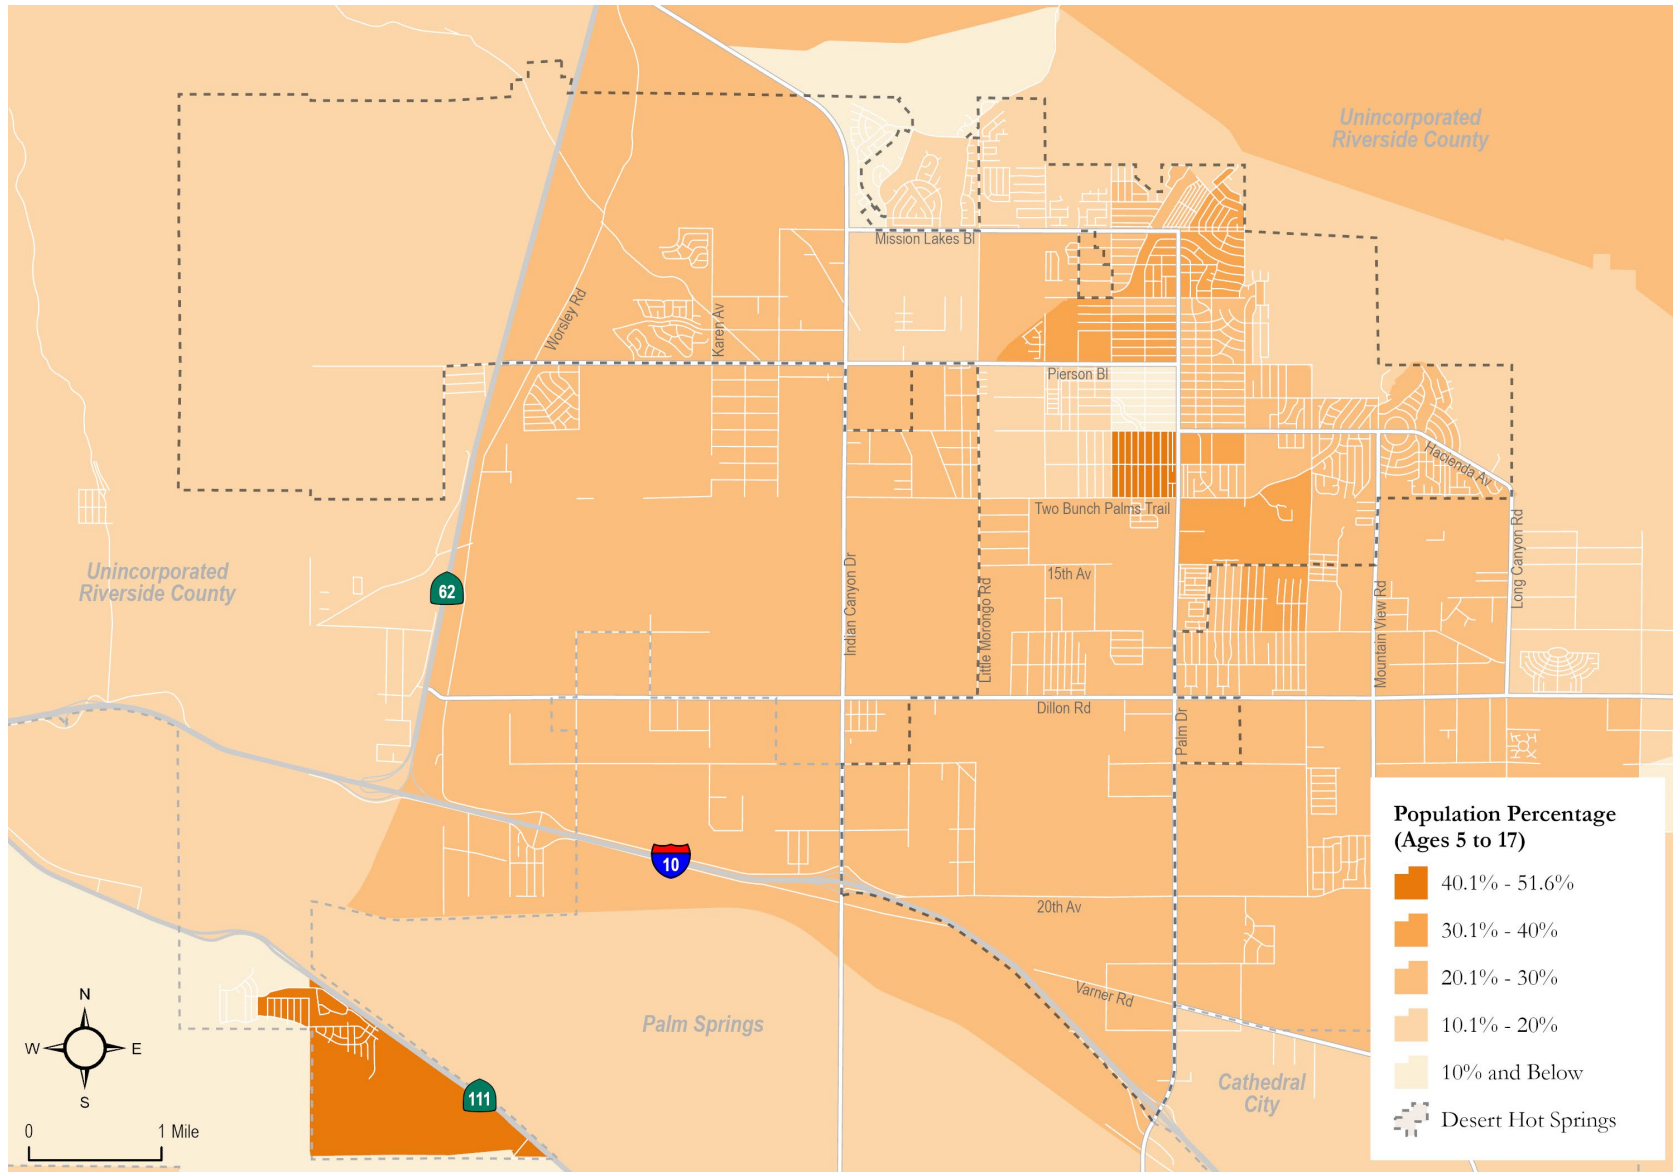 Unincorporated
Riverside County
Mission Lakes Bl
Worsley Rd
Karen Av
Pierson Bl
Hacienda Av
Two Bunch Palms Trail
Long Canyon Rd
Unincorporated
Riverside County
62
Indian Canyon Dr
15th Av
Little Morongo Rd
Mountain View Rd
Dillon Rd
Palm Dr
10
20th Av
Varner Rd
Palm Springs
Cathedral
City
111
N
W
E
S
0
1 Mile
Population Percentage
(Ages 5 to 17)
40.1% - 51.6%
30.1% - 40%
20.1% - 30%
10.1% - 20%
10% and Below
Desert Hot Springs